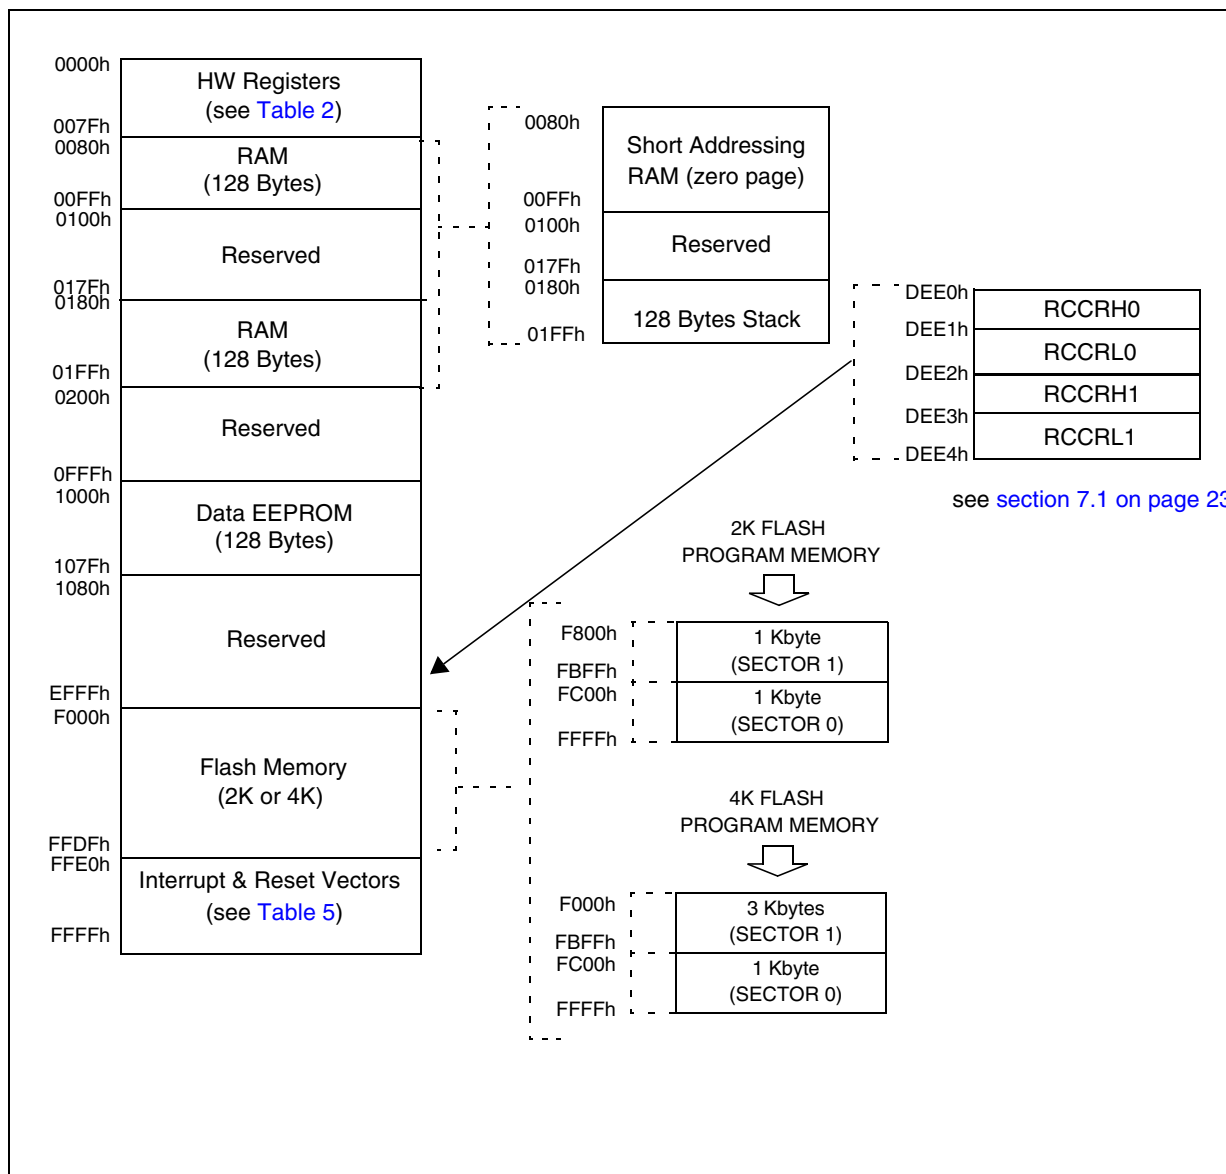 0000h
HW Registers
(see Table 2)
007Fh
0080h
RAM
(128 Bytes)
00FFh
0100h
Reserved
017Fh
0180h
RAM
(128 Bytes)
01FFh
0200h
Reserved
0FFFh
1000h
Data EEPROM
(128 Bytes)
107Fh
1080h
Reserved
EFFFh
F000h
Flash Memory
(2K or 4K)
FFDFh
FFE0h
Interrupt & Reset Vectors
(see Table 5)
FFFFh
0080h
Short Addressing
RAM (zero page)
00FFh
0100h
Reserved
017Fh
0180h
128 Bytes Stack
01FFh
DEE0h
RCCRH0
DEE1h
RCCRL0
DEE2h
RCCRH1
DEE3h
RCCRL1
DEE4h
see section 7.1 on page 23
2K FLASH
PROGRAM MEMORY
F800h
1 Kbyte
(SECTOR 1)
FBFFh
FC00h
1 Kbyte
(SECTOR 0)
FFFFh
4K FLASH
PROGRAM MEMORY
F000h
3 Kbytes
(SECTOR 1)
FBFFh
FC00h
1 Kbyte
(SECTOR 0)
FFFFh